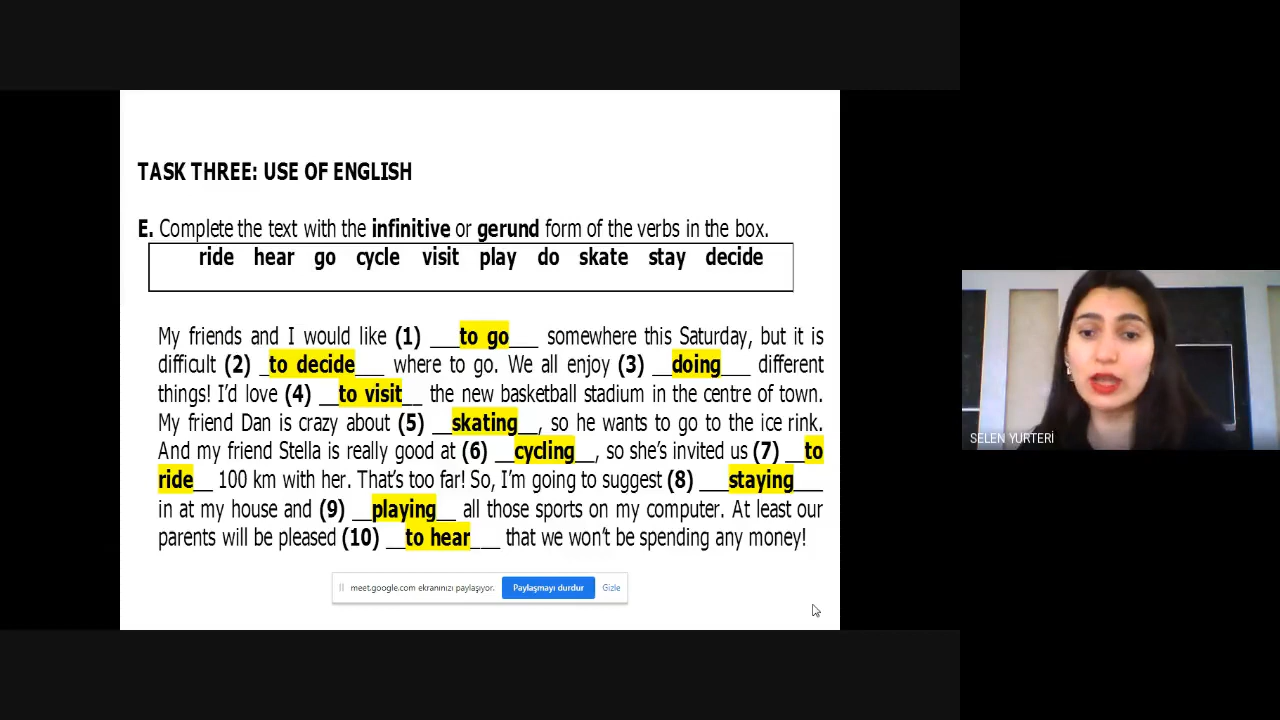 TASK THREE: USE OF ENGLISH
E. Complete the text with the infinitive or gerund form of the verbs in the box.
ride hear go cycle visit play do skate stay decide
My friends and I would like (1) ___to go___ somewhere this Saturday, but it is
difficult (2) _to decide___ where to go. We all enjoy (3) __doing___ different
things! I'd love (4) __to visit__ the new basketball stadium in the centre of town.
My friend Dan is crazy about (5) __skating__, so he wants to go to the ice rink.
And my friend Stella is really good at (6) __cycling__, so she's invited us (7) __to
ride__ 100 km with her. That's too far! So, I'm going to suggest (8) ___staying___
in at my house and (9) __playing__ all those sports on my computer. At least our
parents will be pleased (10) __to hear___ that we won't be spending any money!
meet.google.com ekranınızı paylaşıyor. Paylaşmayı durdur Gizle
SELEN YURTERİ